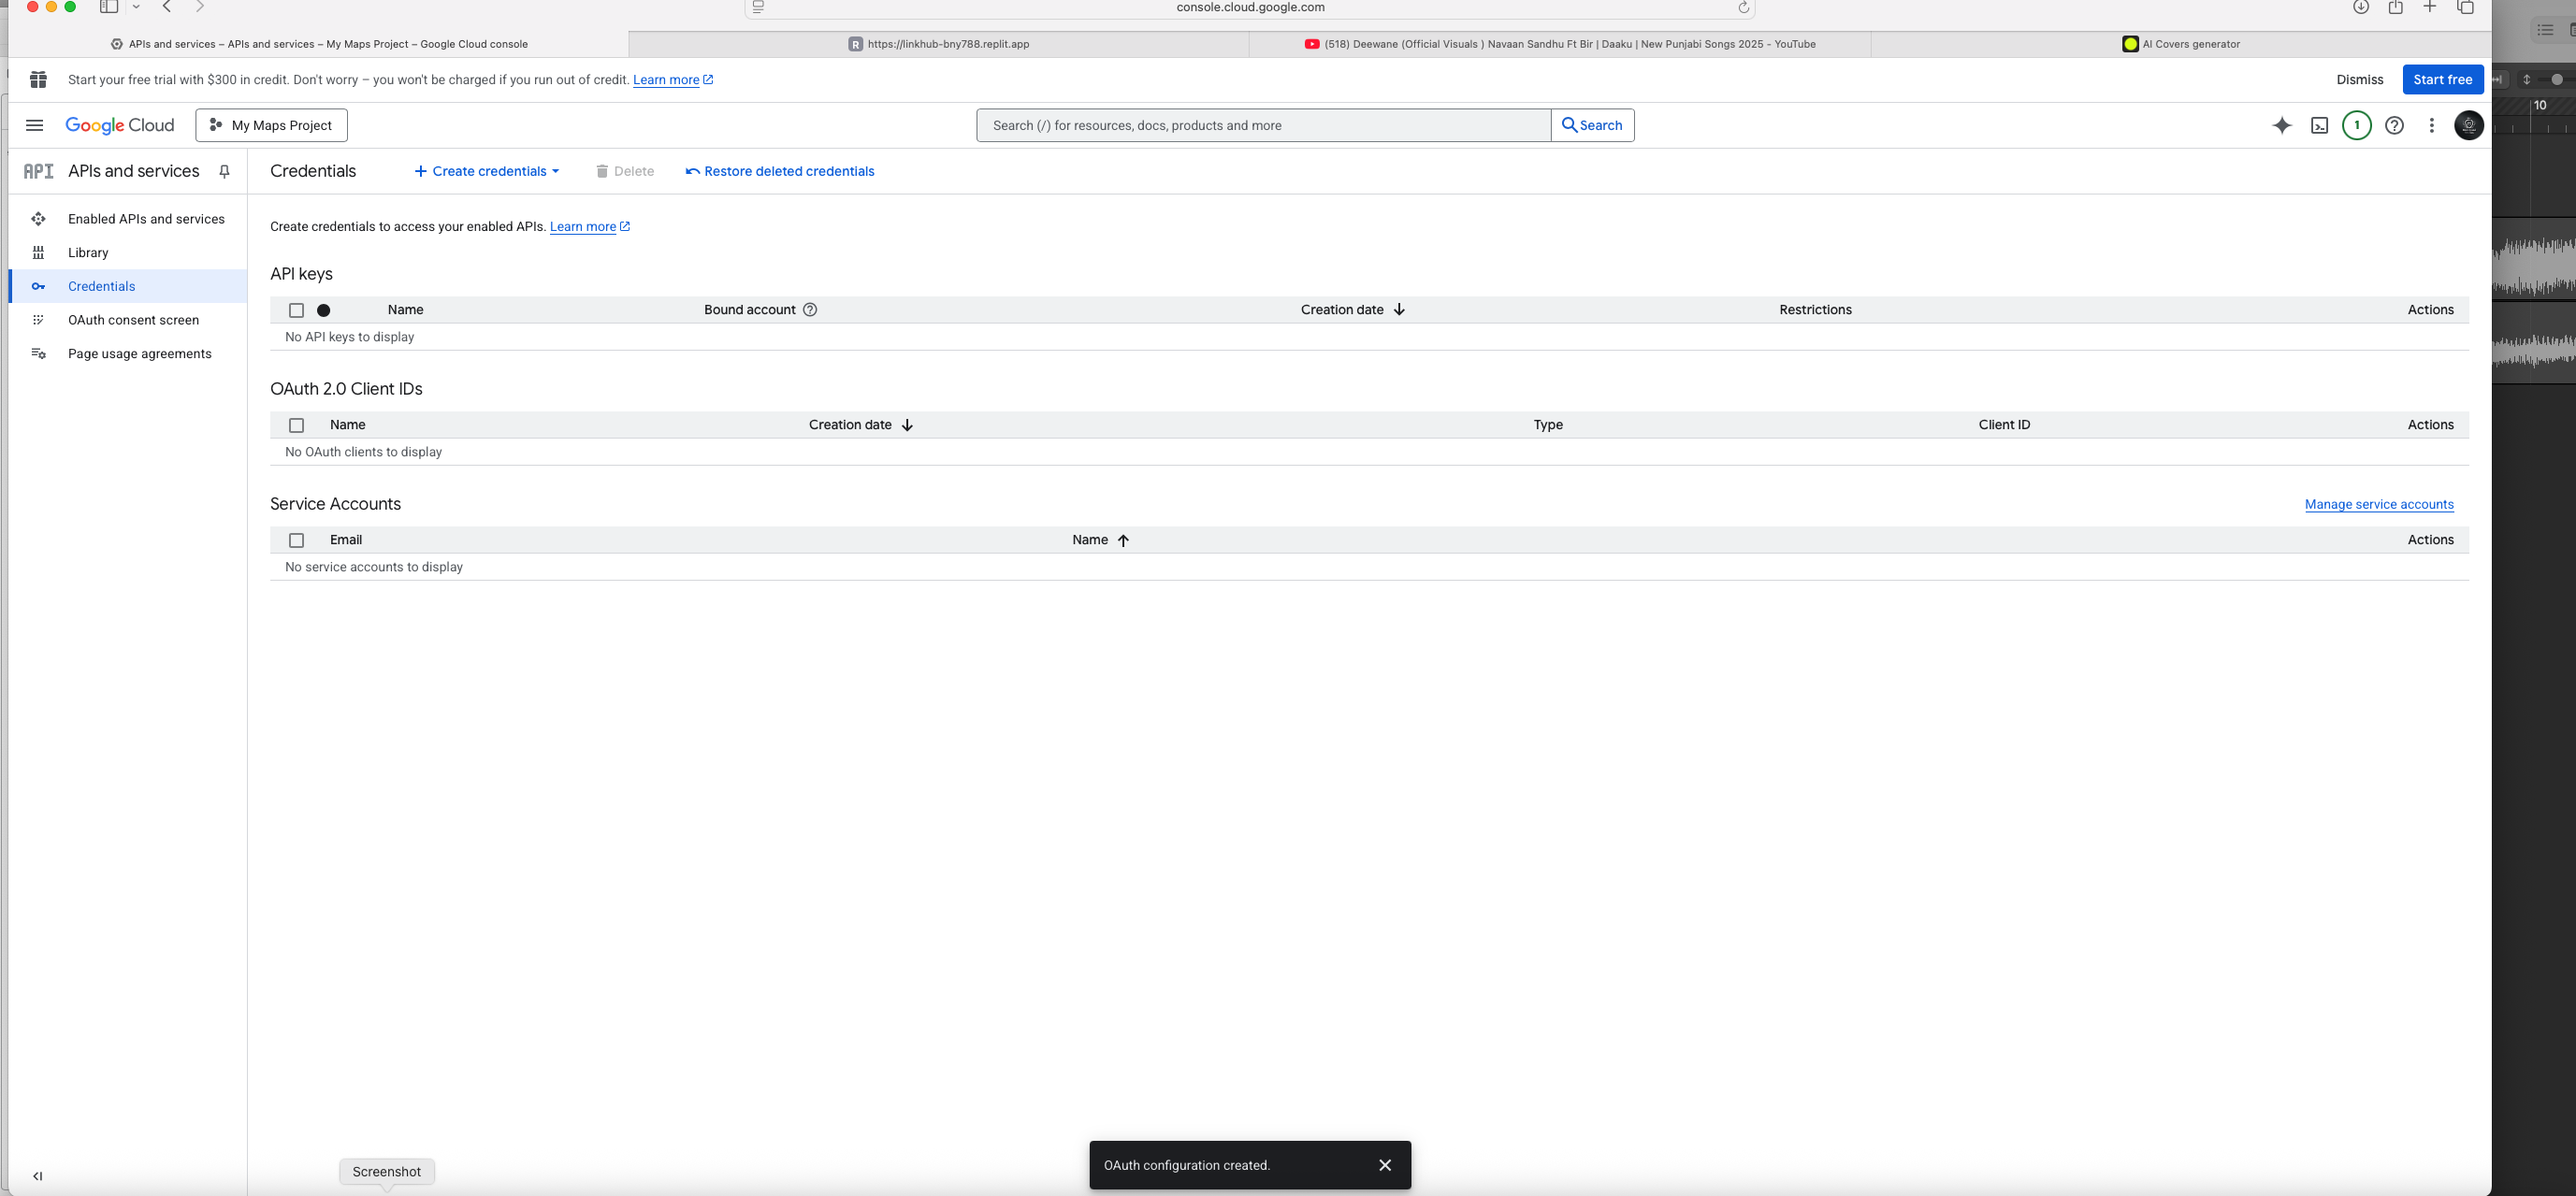 console.cloud.google.com
APIs and services – APIs and services – My Maps Project – Google Cloud console
R https://linkhub-bny788.replit.app
(518) Deewane (Official Visuals ) Navaan Sandhu Ft Bir | Daaku | New Punjabi Songs 2025 - YouTube
AI Covers generator
Start your free trial with $300 in credit. Don't worry – you won't be charged if you run out of credit. Learn more
Dismiss
Start free
10
Google Cloud
My Maps Project
Search (/) for resources, docs, products and more
Search
1
API APIs and services
Credentials
Create credentials
Delete
Restore deleted credentials
Enabled APIs and services
Library
Credentials
OAuth consent screen
Page usage agreements
Create credentials to access your enabled APIs. Learn more
API keys
Name Bound account Creation date Restrictions Actions
No API keys to display
OAuth 2.0 Client IDs
Name Creation date Type Client ID Actions
No OAuth clients to display
Service Accounts
Manage service accounts
Email Name Actions
No service accounts to display
Screenshot
OAuth configuration created.